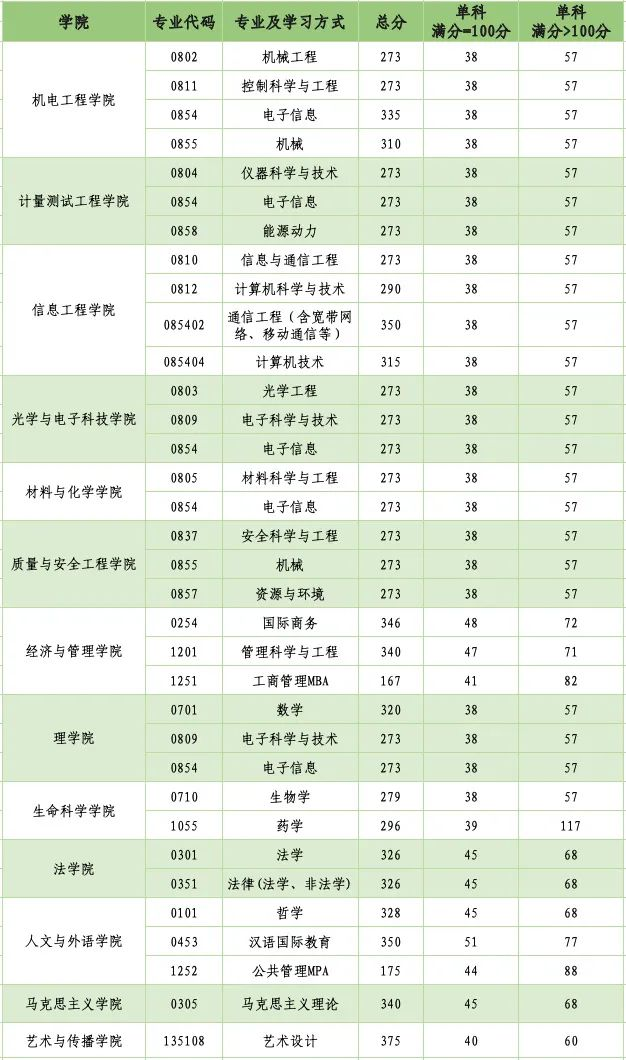 学院 专业代码 专业及学习方式 总分 单科 单科
满分=100分 满分>100分
机电工程学院
0802 机械工程 273 38 57
0811 控制科学与工程 273 38 57
0854 电子信息 335 38 57
0855 机械 310 38 57
计量测试工程学院
0804 仪器科学与技术 273 38 57
0854 电子信息 273 38 57
0858 能源动力 273 38 57
信息工程学院
0810 信息与通信工程 273 38 57
0812 计算机科学与技术 290 38 57
085402 通信工程（含宽带网 350 38 57
络、移动通信等）
085404 计算机技术 315 38 57
光学与电子科技学院
0803 光学工程 273 38 57
0809 电子科学与技术 273 38 57
0854 电子信息 273 38 57
材料与化学学院
0805 材料科学与工程 273 38 57
0854 电子信息 273 38 57
质量与安全工程学院
0837 安全科学与工程 273 38 57
0855 机械 273 38 57
0857 资源与环境 273 38 57
经济与管理学院
0254 国际商务 346 48 72
1201 管理科学与工程 340 47 71
1251 工商管理MBA 167 41 82
理学院
0701 数学 320 38 57
0809 电子科学与技术 273 38 57
0854 电子信息 273 38 57
生命科学学院
0710 生物学 279 38 57
1055 药学 296 39 117
法学院
0301 法学 326 45 68
0351 法律(法学、非法学) 326 45 68
人文与外语学院
0101 哲学 328 45 68
0453 汉语国际教育 350 51 77
1252 公共管理MPA 175 44 88
马克思主义学院 0305 马克思主义理论 340 45 68
艺术与传播学院 135108 艺术设计 375 40 60